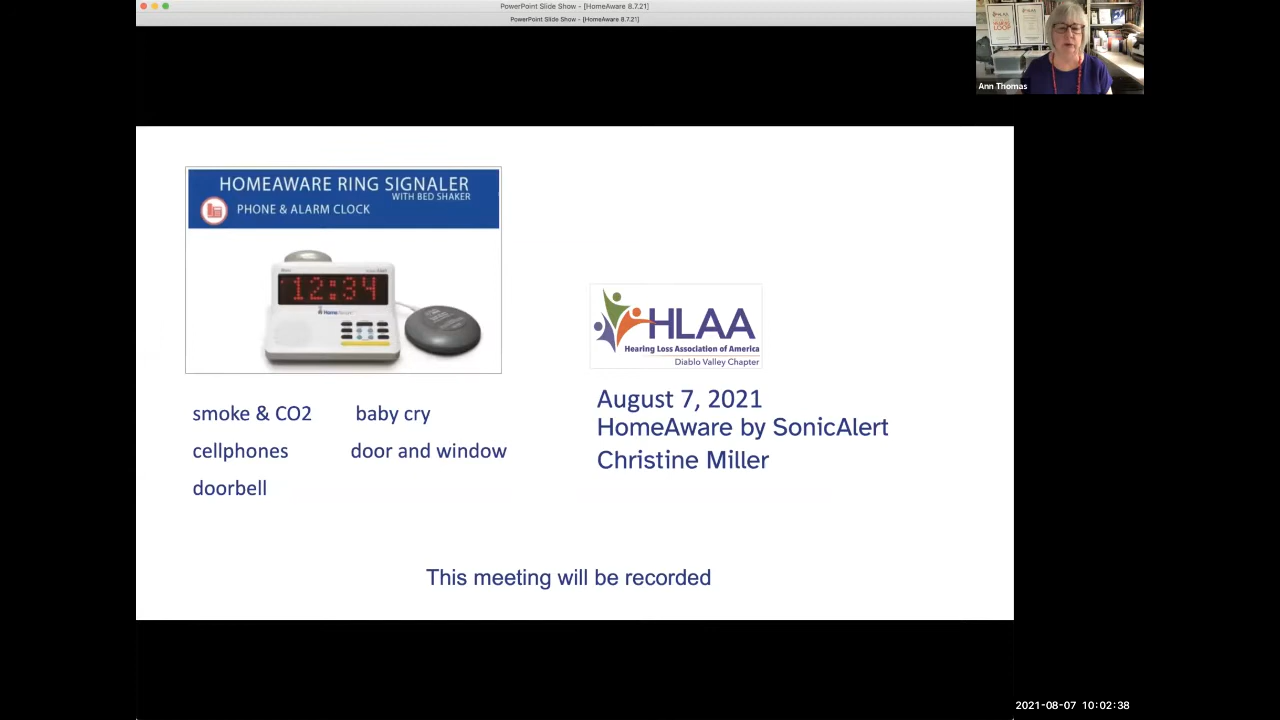 PowerPoint Slide Show - [HomeAware 8.7.21]
PowerPoint Slide Show - [HomeAware 8.7.21]
Ann Thomas
HOMEAWARE RING SIGNALER
WITH BED SHAKER
PHONE & ALARM CLOCK
12:34
HomeAware
smoke & CO2 baby cry
cellphones door and window
doorbell
HLAA
Hearing Loss Association of America
Diablo Valley Chapter
August 7, 2021
HomeAware by SonicAlert
Christine Miller
This meeting will be recorded
2021-08-07 10:02:38